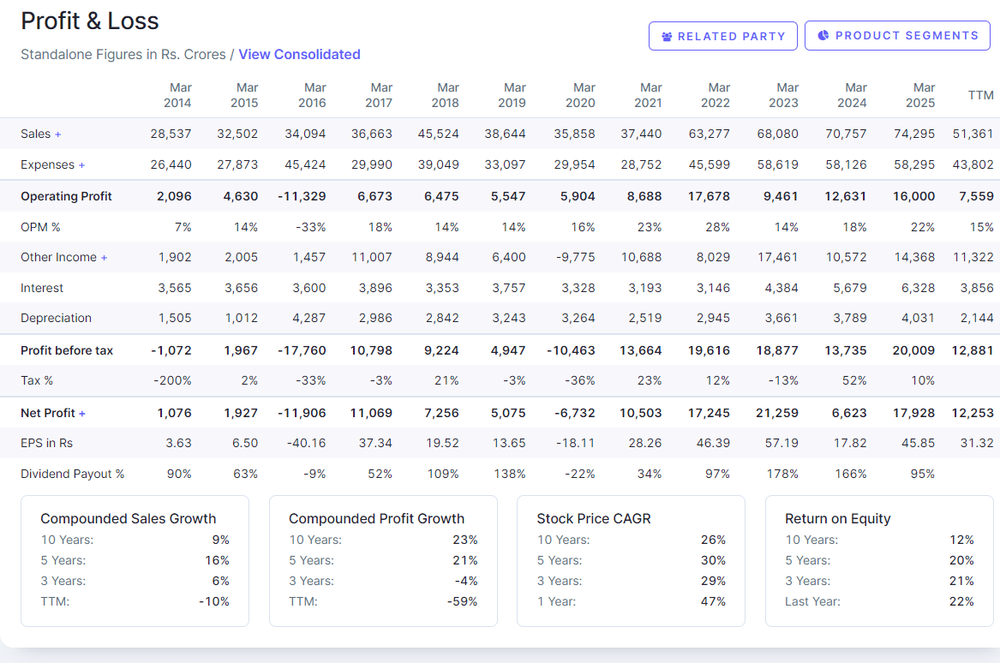 Profit & Loss
RELATED PARTY
PRODUCT SEGMENTS
Standalone Figures in Rs. Crores / View Consolidated
Mar 2014 Mar 2015 Mar 2016 Mar 2017 Mar 2018 Mar 2019 Mar 2020 Mar 2021 Mar 2022 Mar 2023 Mar 2024 Mar 2025 TTM
Sales + 28,537 32,502 34,094 36,663 45,524 38,644 35,858 37,440 63,277 68,080 70,757 74,295 51,361
Expenses + 26,440 27,873 45,424 29,990 39,049 33,097 29,954 28,752 45,599 58,619 58,126 58,295 43,802
Operating Profit 2,096 4,630 -11,329 6,673 6,475 5,547 5,904 8,688 17,678 9,461 12,631 16,000 7,559
OPM % 7% 14% -33% 18% 14% 14% 16% 23% 28% 14% 18% 22% 15%
Other Income + 1,902 2,005 1,457 11,007 8,944 6,400 -9,775 10,688 8,029 17,461 10,572 14,368 11,322
Interest 3,565 3,656 3,600 3,896 3,353 3,757 3,328 3,193 3,146 4,384 5,679 6,328 3,856
Depreciation 1,505 1,012 4,287 2,986 2,842 3,243 3,264 2,519 2,945 3,661 3,789 4,031 2,144
Profit before tax -1,072 1,967 -17,760 10,798 9,224 4,947 -10,463 13,664 19,616 18,877 13,735 20,009 12,881
Tax % -200% 2% -33% -3% 21% -3% -36% 23% 12% -13% 52% 10%
Net Profit + 1,076 1,927 -11,906 11,069 7,256 5,075 -6,732 10,503 17,245 21,259 6,623 17,928 12,253
EPS in Rs 3.63 6.50 -40.16 37.34 19.52 13.65 -18.11 28.26 46.39 57.19 17.82 45.85 31.32
Dividend Payout % 90% 63% -9% 52% 109% 138% -22% 34% 97% 178% 166% 95%
Compounded Sales Growth
10 Years: 9%
5 Years: 16%
3 Years: 6%
TTM: -10%
Compounded Profit Growth
10 Years: 23%
5 Years: 21%
3 Years: -4%
TTM: -59%
Stock Price CAGR
10 Years: 26%
5 Years: 30%
3 Years: 29%
1 Year: 47%
Return on Equity
10 Years: 12%
5 Years: 20%
3 Years: 21%
Last Year: 22%